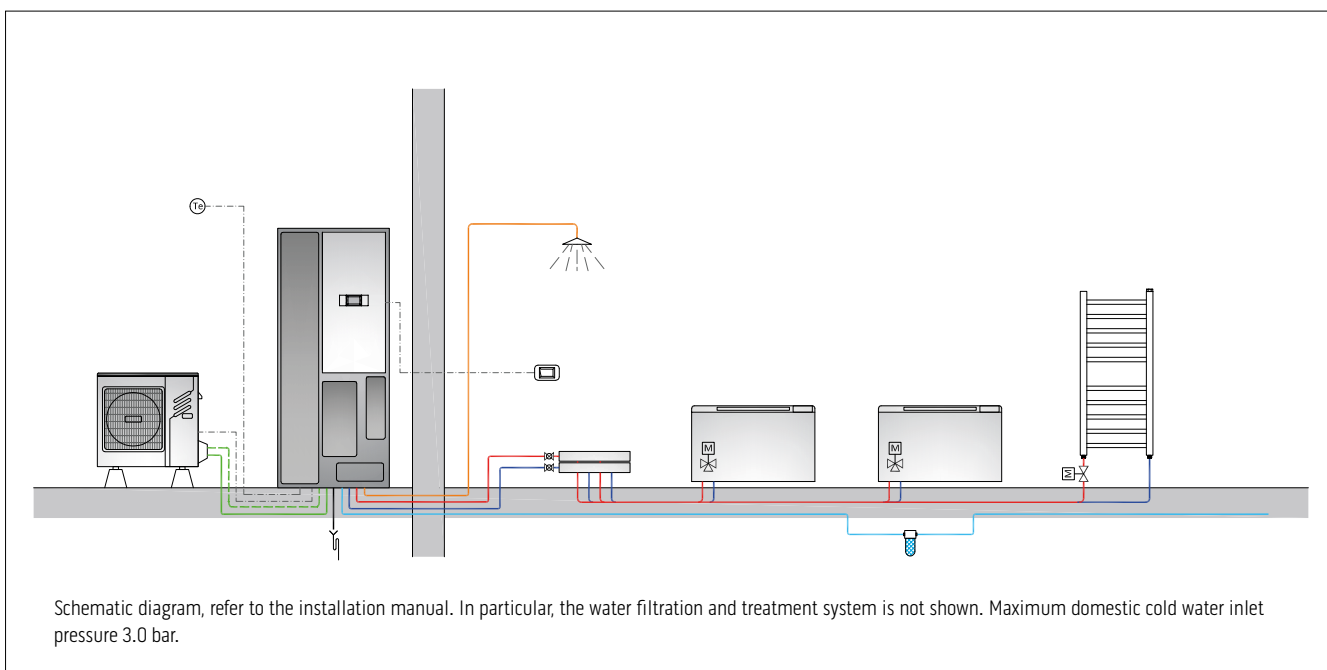 Te
M
M
M
Schematic diagram, refer to the installation manual. In particular, the water filtration and treatment system is not shown. Maximum domestic cold water inlet
pressure 3.0 bar.